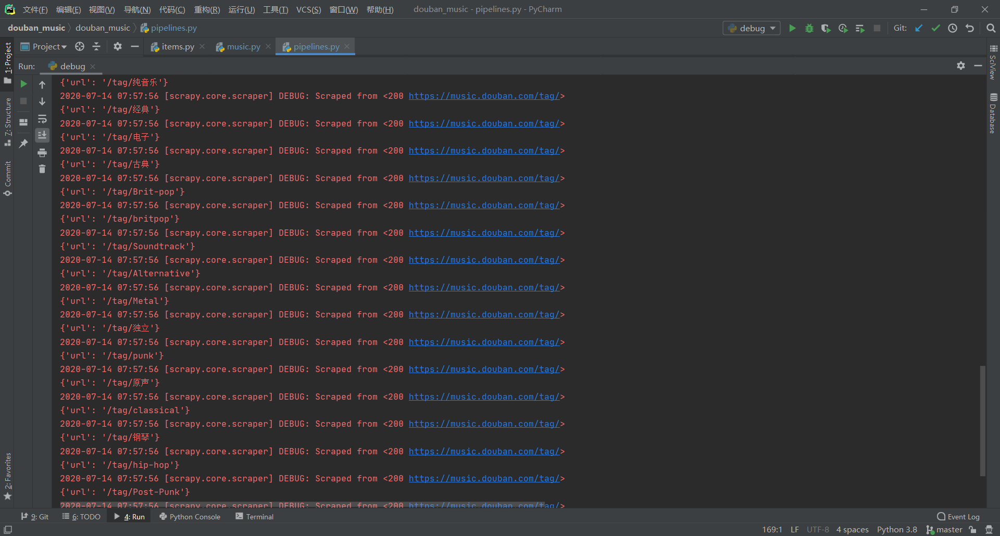 文件(F) 编辑(E) 视图(V) 导航(N) 代码(C) 重构(R) 运行(U) 工具(T) VCS(S) 窗口(W) 帮助(H) douban_music - pipelines.py - PyCharm
douban_music douban_music pipelines.py debug Git:
1: Project
Project items.py music.py pipelines.py
Run: debug
{'url': '/tag/纯音乐'}
2020-07-14 07:57:56 [scrapy.core.scraper] DEBUG: Scraped from <200 https://music.douban.com/tag/>
{'url': '/tag/经典'}
2020-07-14 07:57:56 [scrapy.core.scraper] DEBUG: Scraped from <200 https://music.douban.com/tag/>
{'url': '/tag/电子'}
2020-07-14 07:57:56 [scrapy.core.scraper] DEBUG: Scraped from <200 https://music.douban.com/tag/>
{'url': '/tag/古典'}
2020-07-14 07:57:56 [scrapy.core.scraper] DEBUG: Scraped from <200 https://music.douban.com/tag/>
{'url': '/tag/Brit-pop'}
2020-07-14 07:57:56 [scrapy.core.scraper] DEBUG: Scraped from <200 https://music.douban.com/tag/>
{'url': '/tag/britpop'}
2020-07-14 07:57:56 [scrapy.core.scraper] DEBUG: Scraped from <200 https://music.douban.com/tag/>
{'url': '/tag/Soundtrack'}
2020-07-14 07:57:56 [scrapy.core.scraper] DEBUG: Scraped from <200 https://music.douban.com/tag/>
{'url': '/tag/Alternative'}
2020-07-14 07:57:56 [scrapy.core.scraper] DEBUG: Scraped from <200 https://music.douban.com/tag/>
{'url': '/tag/Metal'}
2020-07-14 07:57:56 [scrapy.core.scraper] DEBUG: Scraped from <200 https://music.douban.com/tag/>
{'url': '/tag/独立'}
2020-07-14 07:57:56 [scrapy.core.scraper] DEBUG: Scraped from <200 https://music.douban.com/tag/>
{'url': '/tag/punk'}
2020-07-14 07:57:56 [scrapy.core.scraper] DEBUG: Scraped from <200 https://music.douban.com/tag/>
{'url': '/tag/原声'}
2020-07-14 07:57:56 [scrapy.core.scraper] DEBUG: Scraped from <200 https://music.douban.com/tag/>
{'url': '/tag/classical'}
2020-07-14 07:57:56 [scrapy.core.scraper] DEBUG: Scraped from <200 https://music.douban.com/tag/>
{'url': '/tag/钢琴'}
2020-07-14 07:57:56 [scrapy.core.scraper] DEBUG: Scraped from <200 https://music.douban.com/tag/>
{'url': '/tag/hip-hop'}
2020-07-14 07:57:56 [scrapy.core.scraper] DEBUG: Scraped from <200 https://music.douban.com/tag/>
{'url': '/tag/Post-Punk'}
2020-07-14 07:57:56 [scrapy.core.scraper] DEBUG: Scraped from <200 https://music.douban.com/tag/>
7: Structure
Commit
2: Favorites
SciView
Database
9: Git 6: TODO 4: Run Python Console Terminal Event Log
169:1 LF UTF-8 4 spaces Python 3.8 master